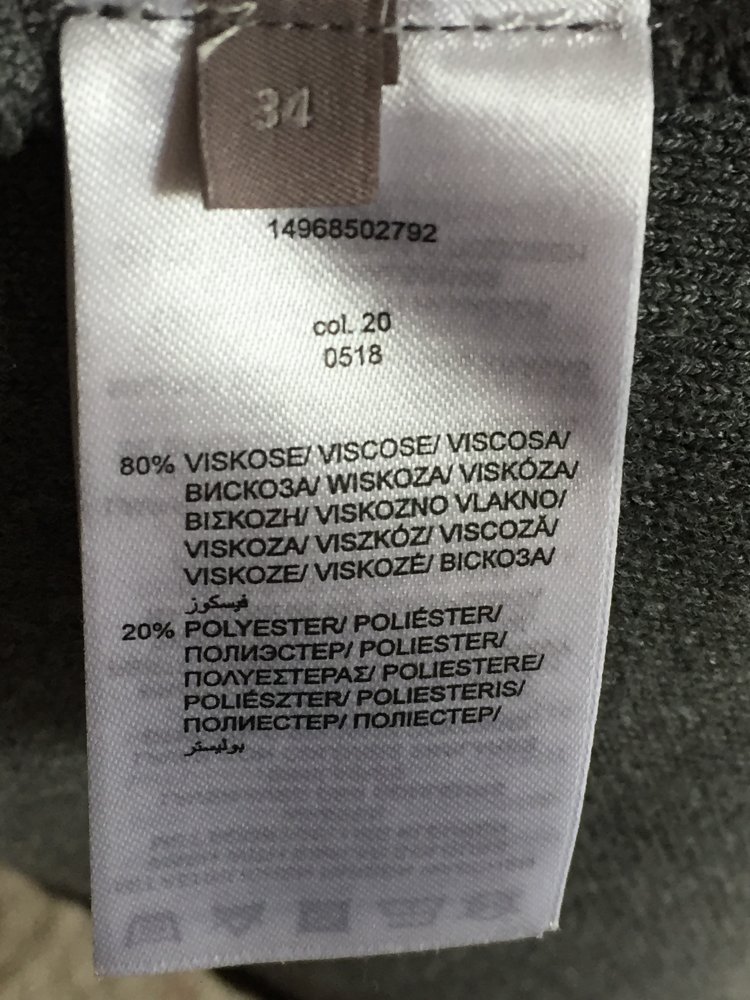 34
14968502792
col. 20
0518
80% VISKOSE/ VISCOSE/ VISCOSA/
ВИСКОЗА/ WISKOZA/ VISKÓZA/
ΒΙΣΚΟΖΗ/ VISKOZNO VLAKNO/
VISKOZA/ VISZKÓZ/ VISCOZĂ/
VISKOZE/ VISKOZĖ/ ВІСКОЗА/
فيسكوز
20% POLYESTER/ POLIÉSTER/
ПОЛИЭСТЕР/ POLIESTER/
ΠΟΛΥΕΣΤΕΡΑΣ/ POLIESTERE/
POLIÉSZTER/ POLIESTERIS/
ПОЛИЕСТЕР/ ПОЛІЕСТЕР/
بوليستر